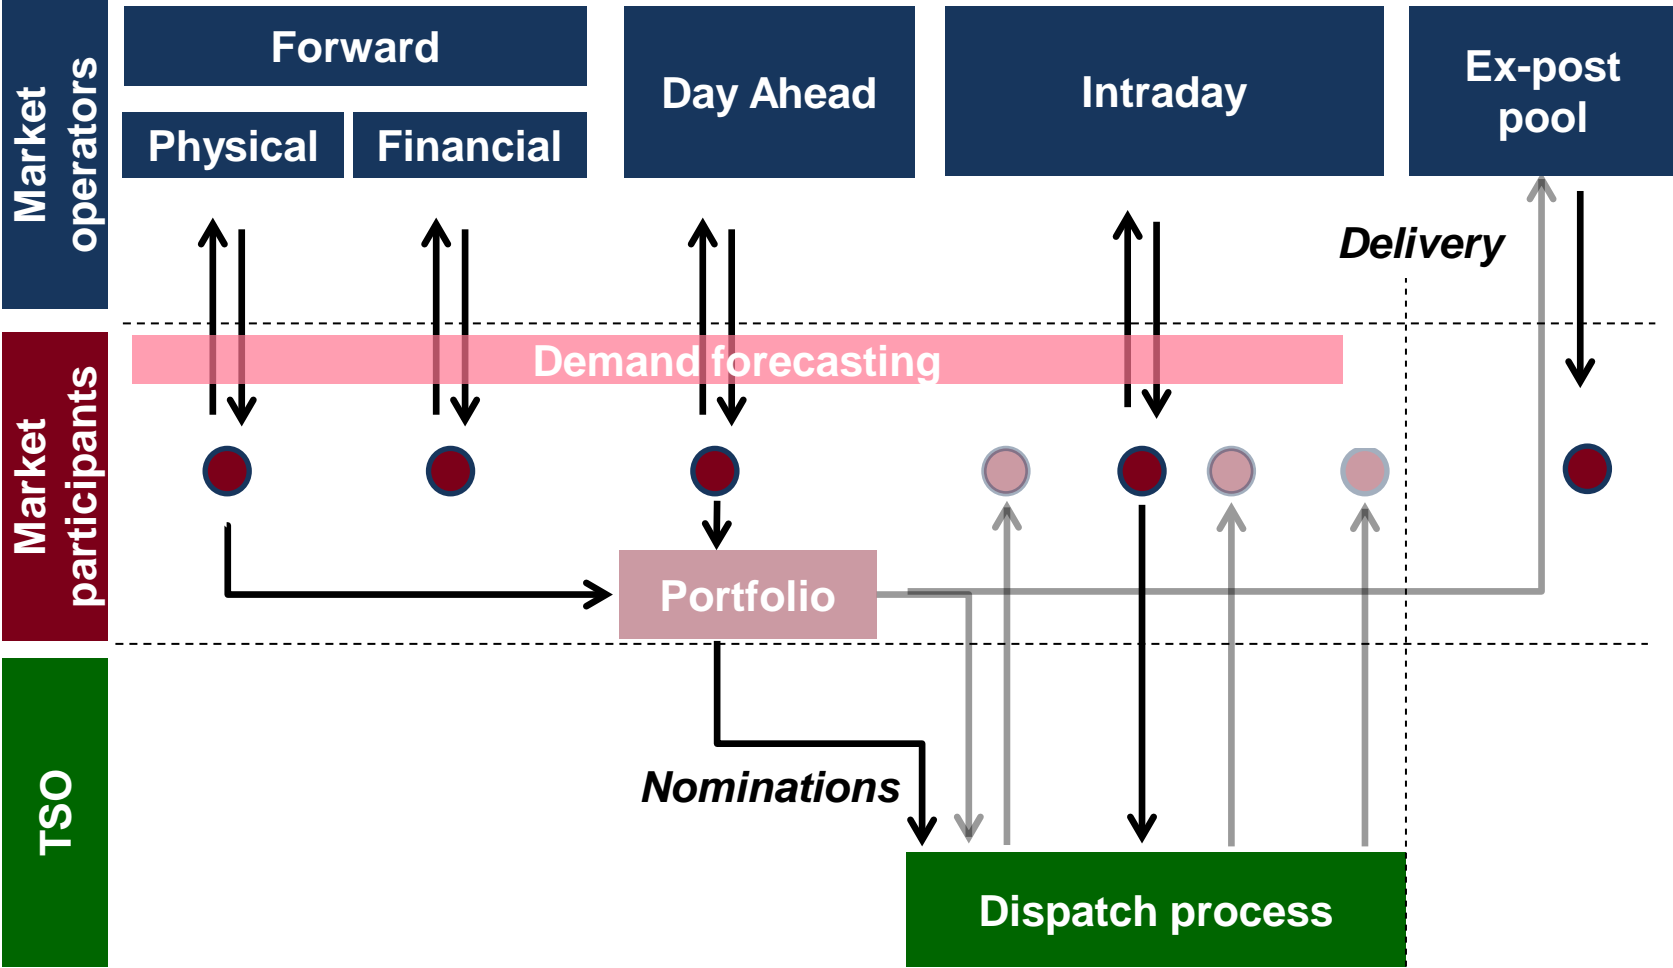 Market
operators
Forward
Physical
Financial
Day Ahead
Intraday
Ex-post
pool
Delivery
Market
participants
Demand forecasting
Portfolio
TSO
Nominations
Dispatch process